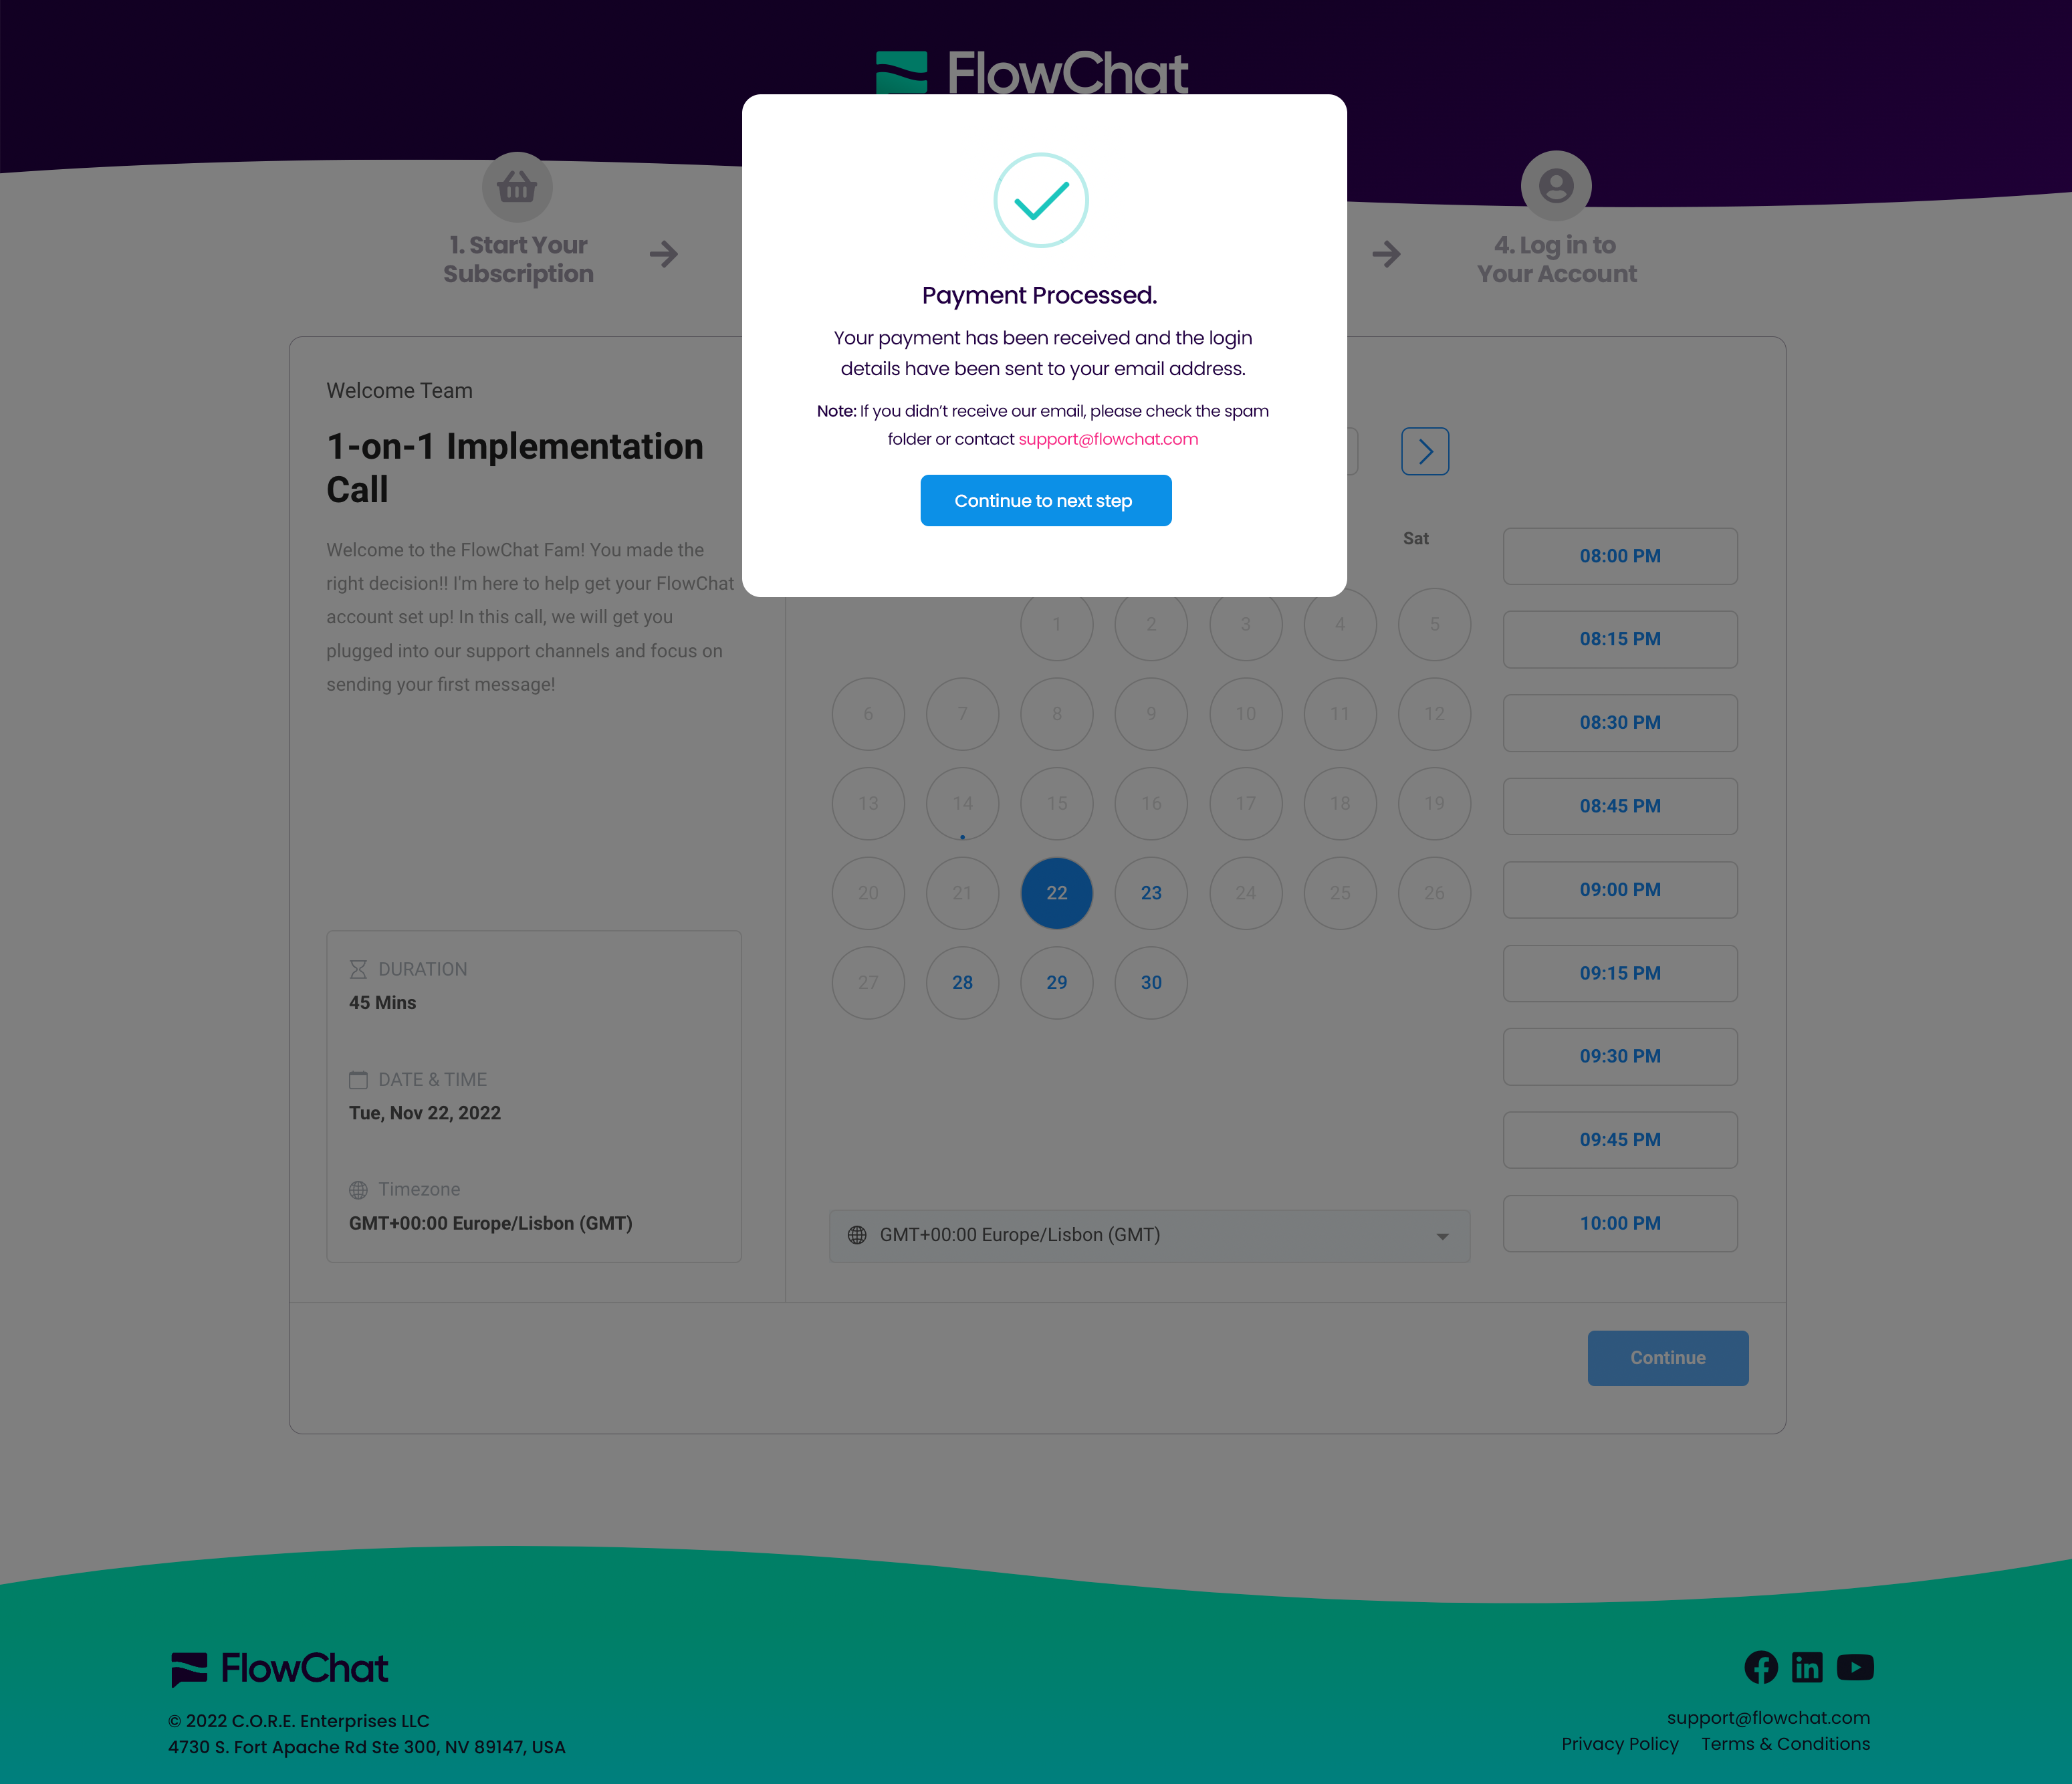 FlowChat
1. Start Your
Subscription
4. Log in to
Your Account
Payment Processed.
Your payment has been received and the login
details have been sent to your email address.
Note: If you didn’t receive our email, please check the spam
folder or contact support@flowchat.com
Continue to next step
Welcome Team
1-on-1 Implementation
Call
Welcome to the FlowChat Fam! You made the
right decision!! I'm here to help get your FlowChat
account set up! In this call, we will get you
plugged into our support channels and focus on
sending your first message!
DURATION
45 Mins
DATE & TIME
Tue, Nov 22, 2022
Timezone
GMT+00:00 Europe/Lisbon (GMT)
Sat
1 2 3 4 5
6 7 8 9 10 11 12
13 14 15 16 17 18 19
20 21 22 23 24 25 26
27 28 29 30
GMT+00:00 Europe/Lisbon (GMT)
08:00 PM
08:15 PM
08:30 PM
08:45 PM
09:00 PM
09:15 PM
09:30 PM
09:45 PM
10:00 PM
Continue
FlowChat
© 2022 C.O.R.E. Enterprises LLC
4730 S. Fort Apache Rd Ste 300, NV 89147, USA
support@flowchat.com
Privacy Policy Terms & Conditions